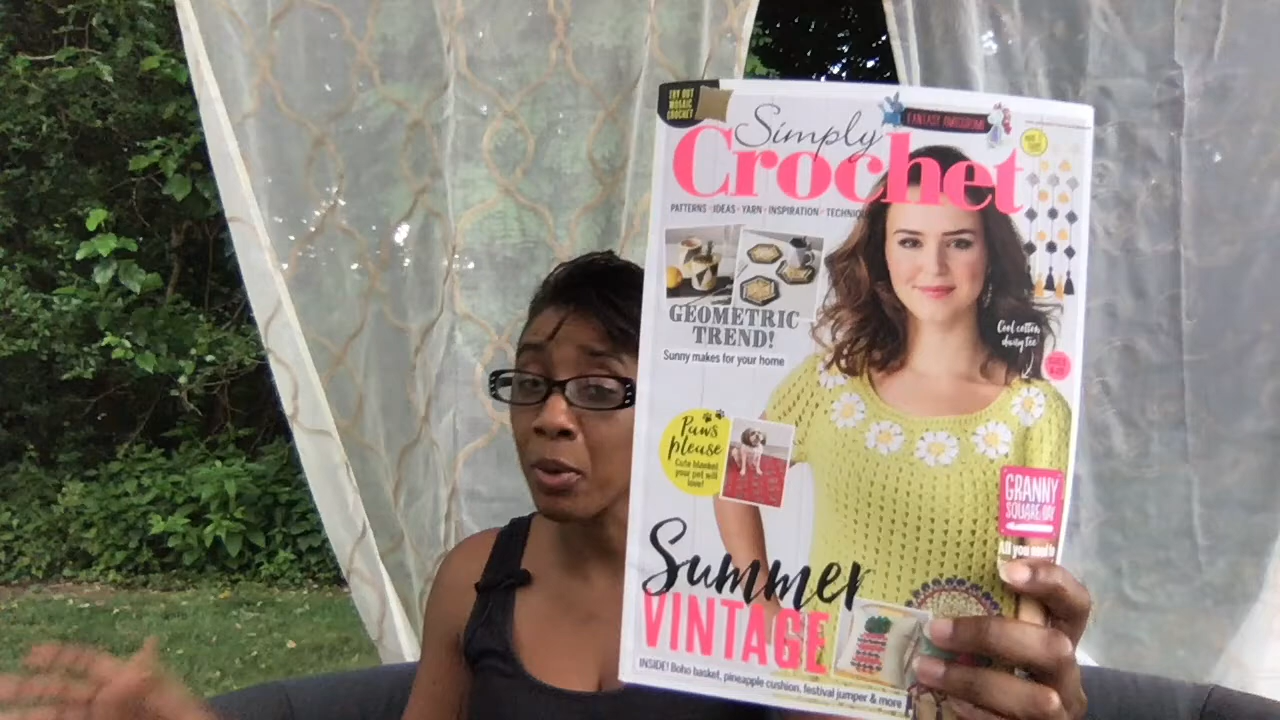 TRY OUT
MOSAIC
CROCHET
FANTASY AMIGURUMI
Simply
Crochet
PATTERNS • IDEAS • YARN • INSPIRATION • TECHNIQ
GEOMETRIC
TREND!
Sunny makes for your home
Cool cotton
daisy tee
Paws
please
Cute blanket
your pet will
love!
GRANNY
SQUARE DAY
All you need to
Summer
VINTAGE
INSIDE! Boho basket, pineapple cushion, festival jumper & more